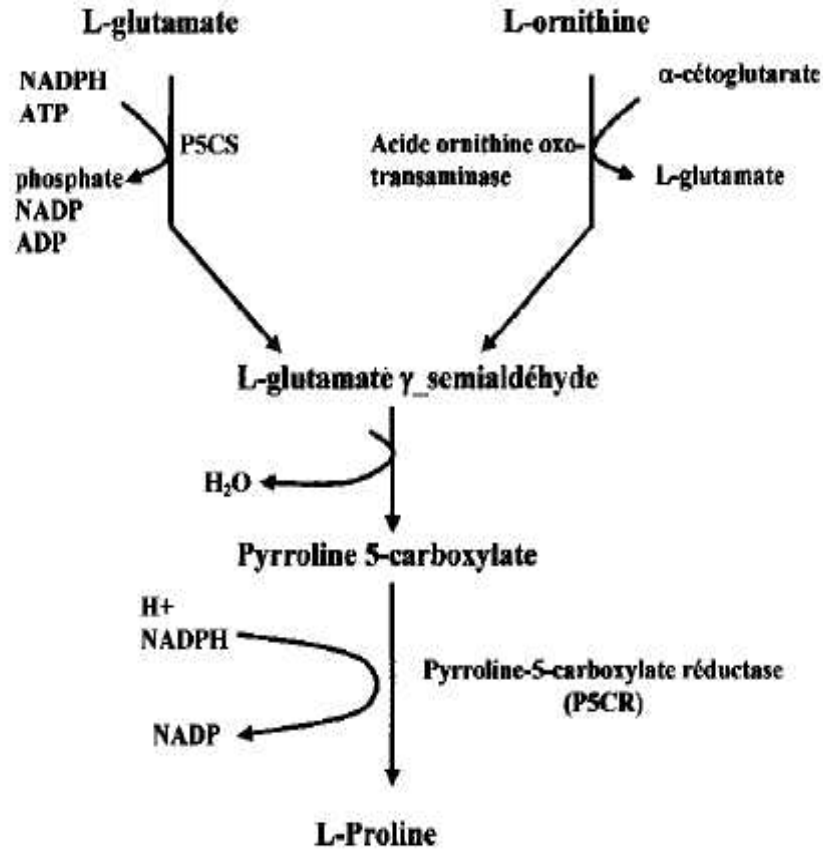 L-glutamate
L-ornithine
NADPH
ATP
α-cétoglutarate
P5CS
Acide ornithine oxo-
transaminase
phosphate
NADP
ADP
L-glutamate
L-glutamate γ_semialdéhyde
H₂O
Pyrroline 5-carboxylate
H+
NADPH
Pyrroline-5-carboxylate réductase
(P5CR)
NADP
L-Proline